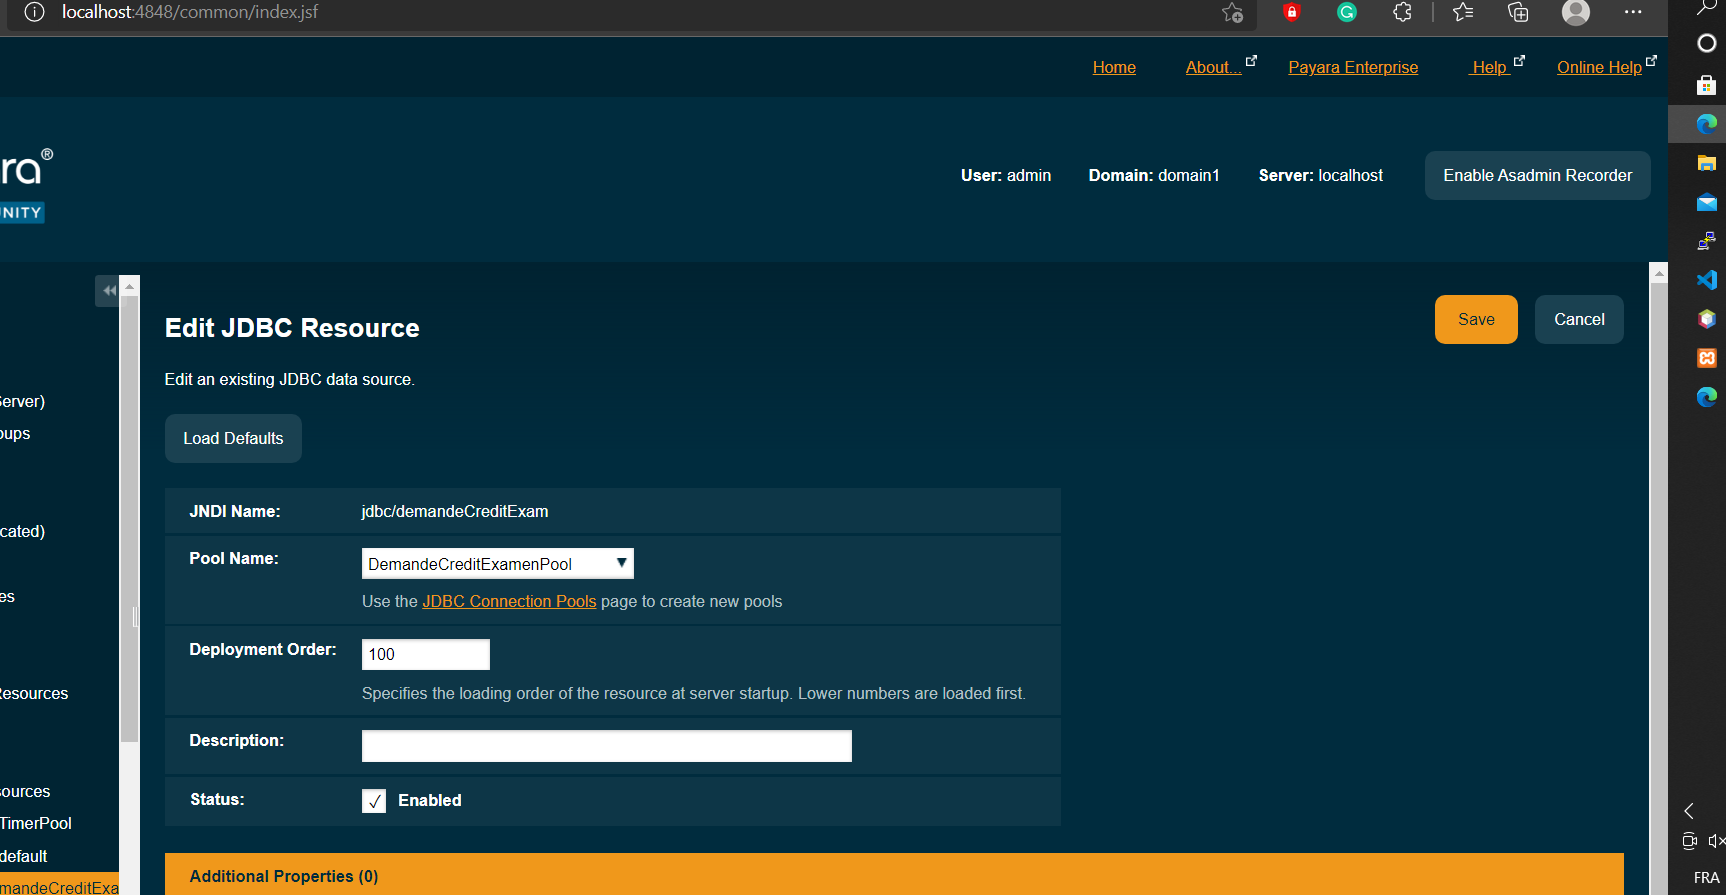 localhost:4848/common/index.jsf
Home About... Payara Enterprise Help Online Help
ra®
UNITY
User: admin Domain: domain1 Server: localhost Enable Asadmin Recorder
Edit JDBC Resource
Save Cancel
Edit an existing JDBC data source.
Load Defaults
Server)
oups
cated)
es
Resources
ources
TimerPool
default
mandeCreditExa
JNDI Name: jdbc/demandeCreditExam
Pool Name: DemandeCreditExamenPool
Use the JDBC Connection Pools page to create new pools
Deployment Order: 100
Specifies the loading order of the resource at server startup. Lower numbers are loaded first.
Description:
Status: Enabled
Additional Properties (0)
FRA